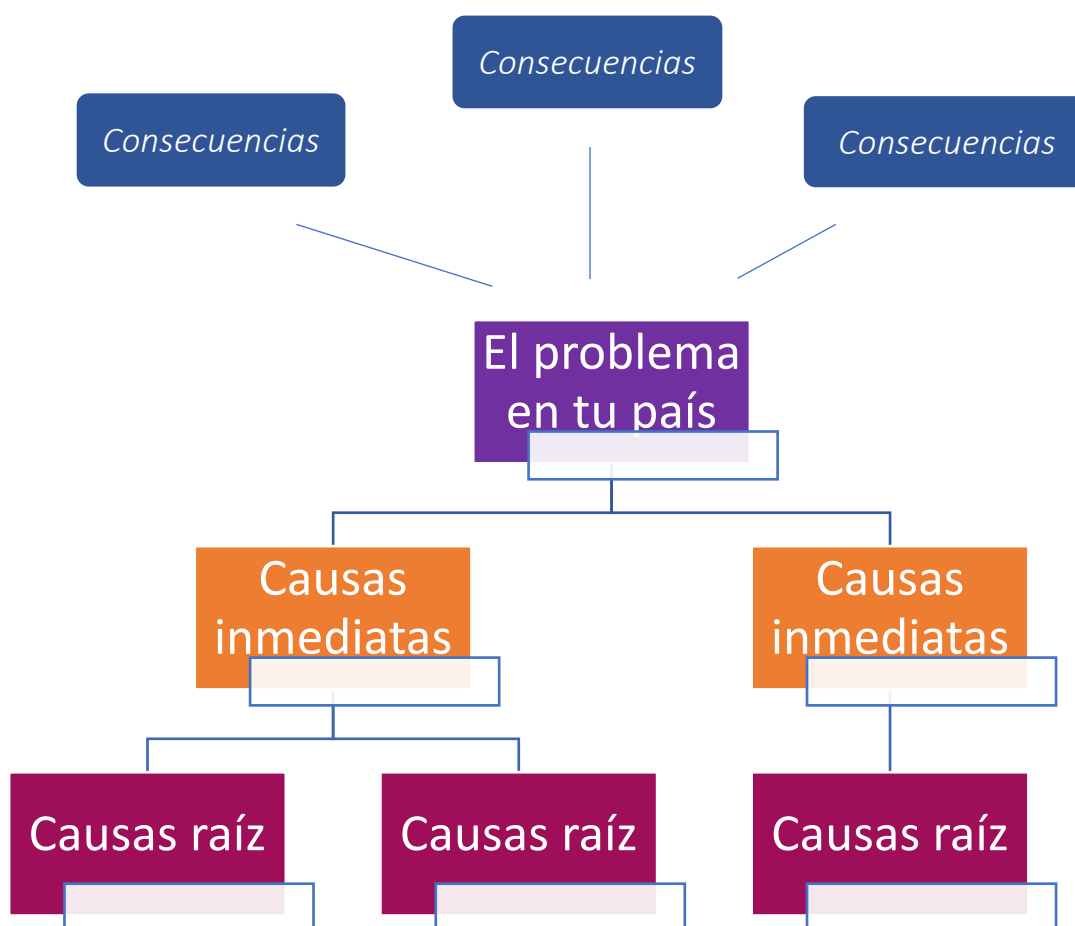 Consecuencias
Consecuencias
Consecuencias
El problema
en tu país
Causas
inmediatas
Causas
inmediatas
Causas raíz
Causas raíz
Causas raíz